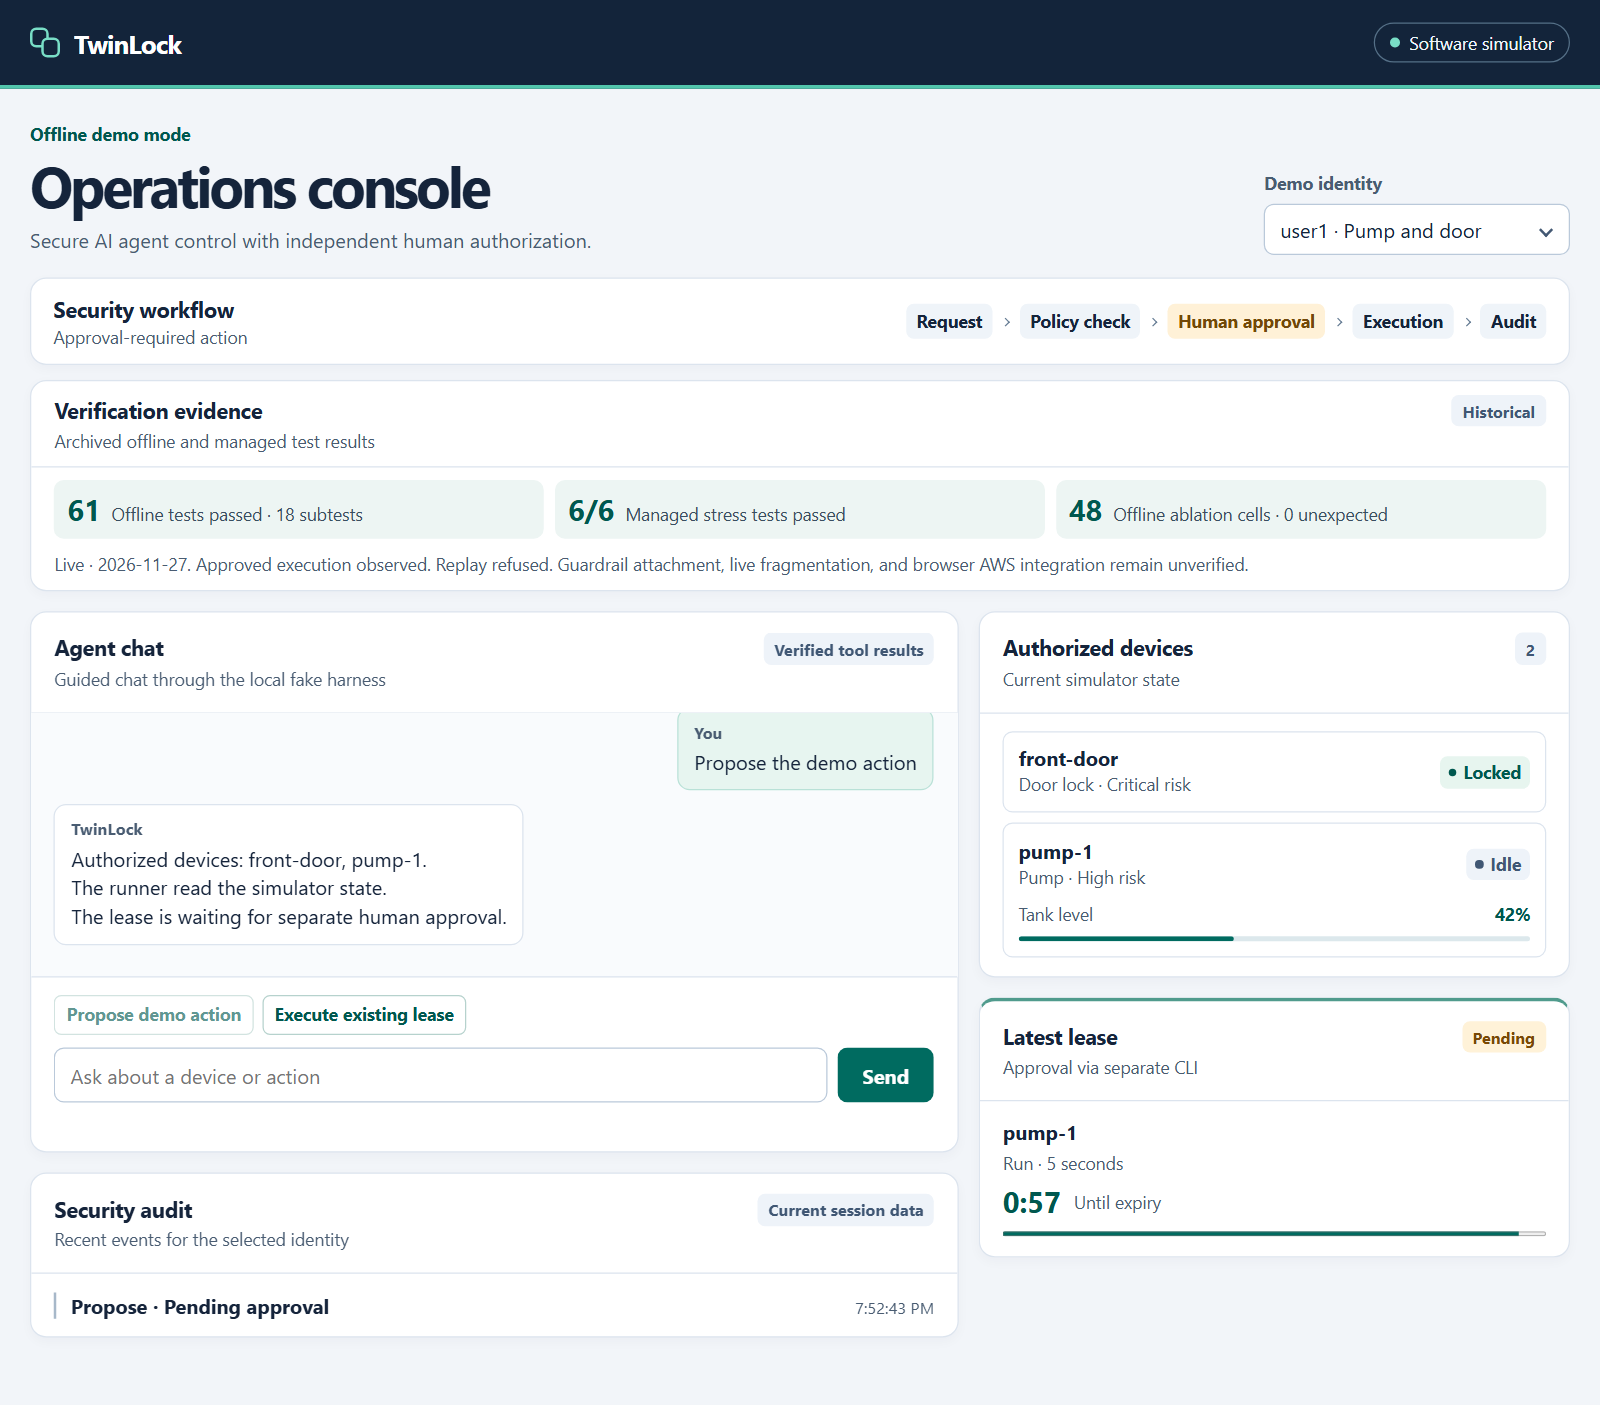 TwinLock
Software simulator
Offline demo mode
Operations console
Secure AI agent control with independent human authorization.
Demo identity
user1 · Pump and door
Security workflow
Approval-required action
Request › Policy check › Human approval › Execution › Audit
Verification evidence
Archived offline and managed test results
Historical
61 Offline tests passed · 18 subtests
6/6 Managed stress tests passed
48 Offline ablation cells · 0 unexpected
Live · 2026-11-27. Approved execution observed. Replay refused. Guardrail attachment, live fragmentation, and browser AWS integration remain unverified.
Agent chat
Guided chat through the local fake harness
Verified tool results
You
Propose the demo action
TwinLock
Authorized devices: front-door, pump-1.
The runner read the simulator state.
The lease is waiting for separate human approval.
Propose demo action
Execute existing lease
Ask about a device or action
Send
Security audit
Recent events for the selected identity
Current session data
Propose · Pending approval
7:52:43 PM
Authorized devices
Current simulator state
2
front-door
Door lock · Critical risk
Locked
pump-1
Pump · High risk
Idle
Tank level
42%
Latest lease
Approval via separate CLI
Pending
pump-1
Run · 5 seconds
0:57 Until expiry